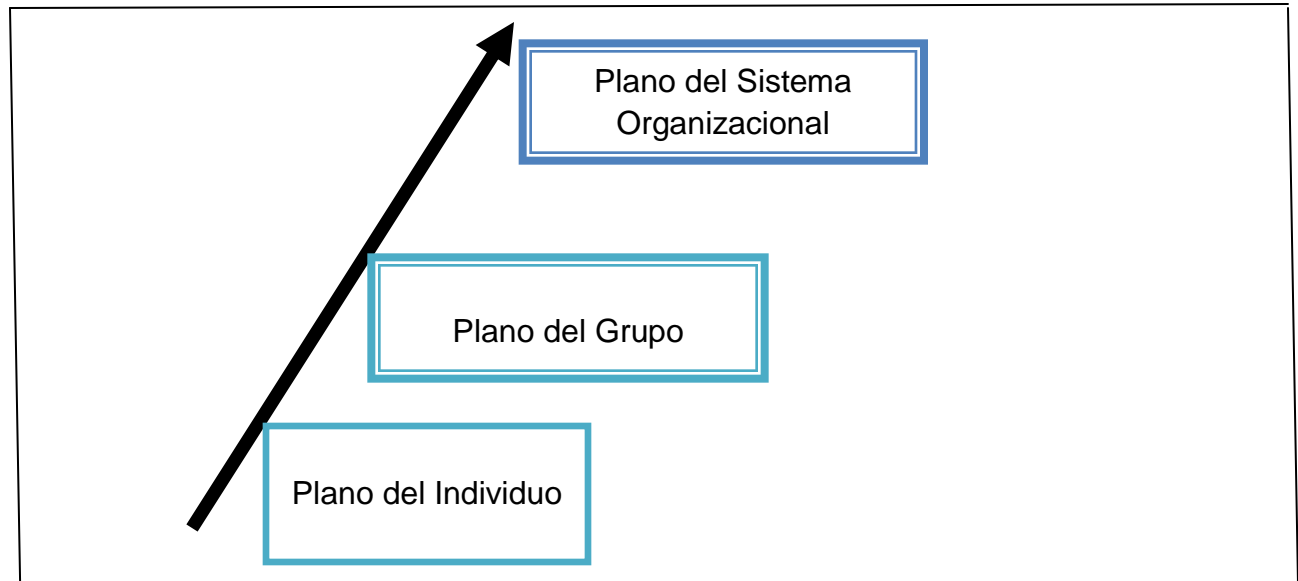 Plano del Sistema
Organizacional
Plano del Grupo
Plano del Individuo